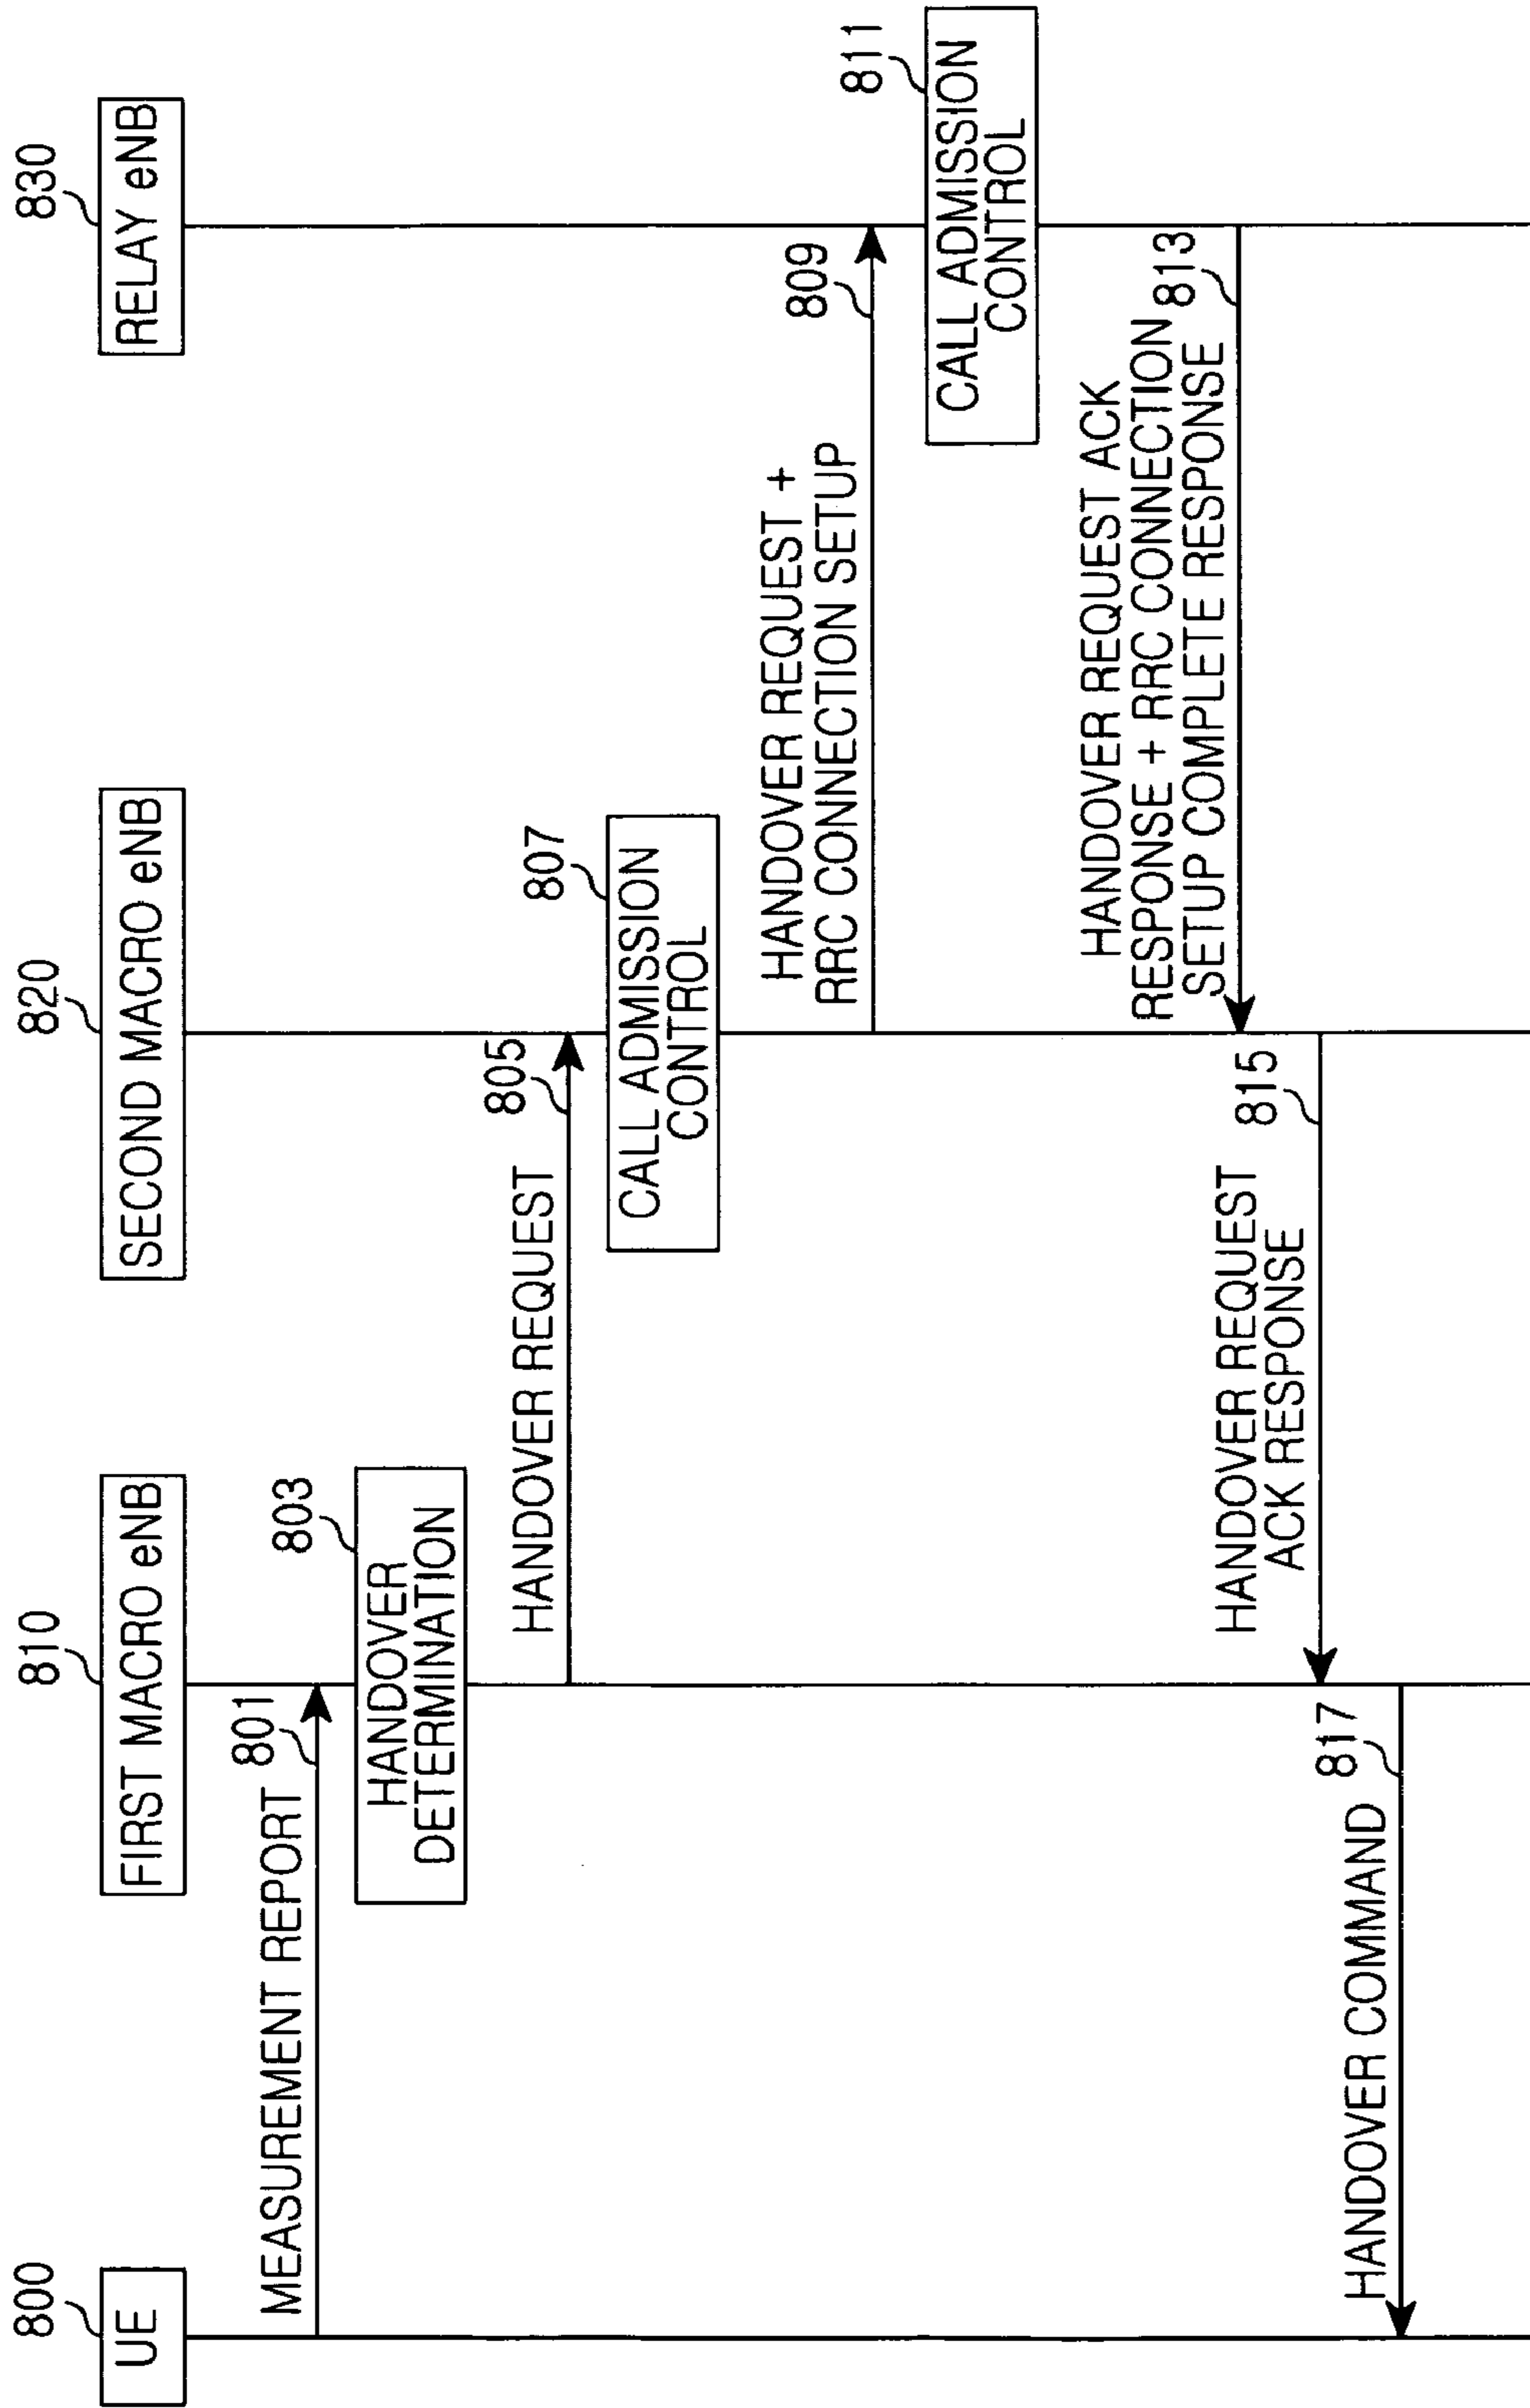 800
UE
810
FIRST MACRO eNB
820
SECOND MACRO eNB
830
RELAY eNB
MEASUREMENT REPORT
801
803
HANDOVER
DETERMINATION
HANDOVER REQUEST
805
807
CALL ADMISSION
CONTROL
HANDOVER REQUEST +
RRC CONNECTION SETUP
809
811
CALL ADMISSION
CONTROL
HANDOVER REQUEST ACK
RESPONSE + RRC CONNECTION
SETUP COMPLETE RESPONSE
813
HANDOVER REQUEST
ACK RESPONSE
815
HANDOVER COMMAND
817